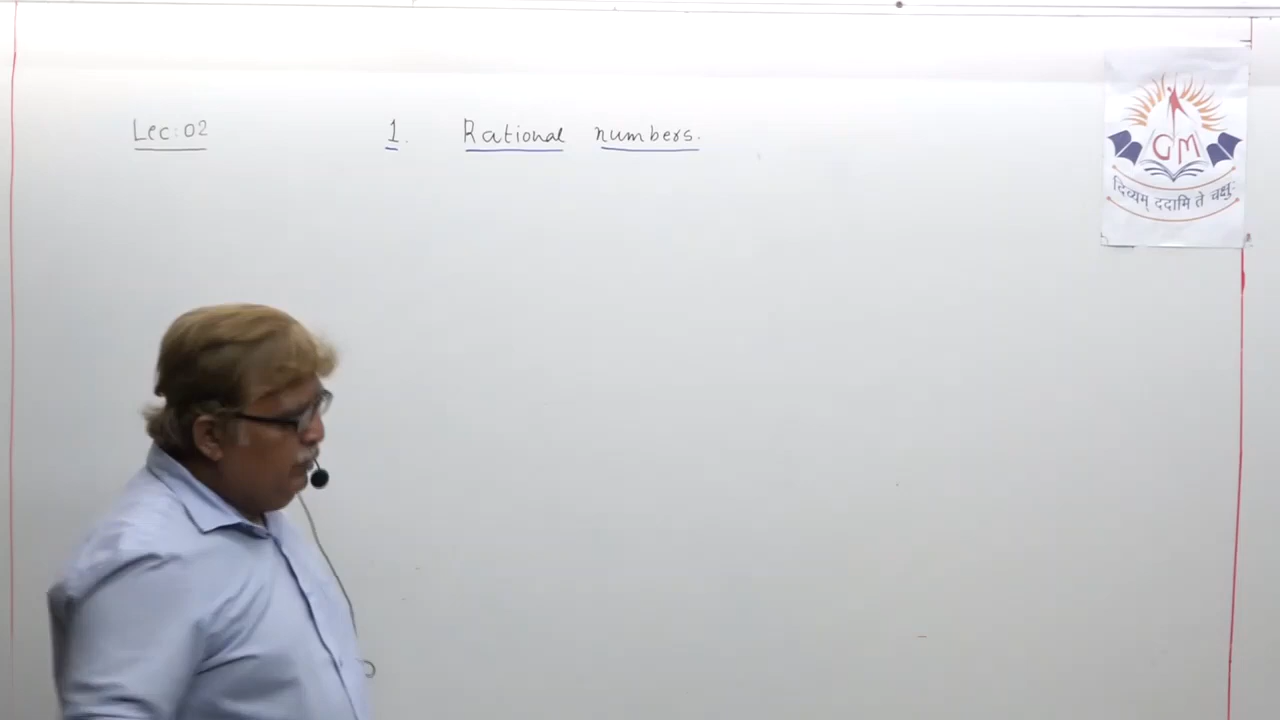 Lec:02 1. Rational numbers.
GM
दिव्यम् ददामि ते चक्षुः